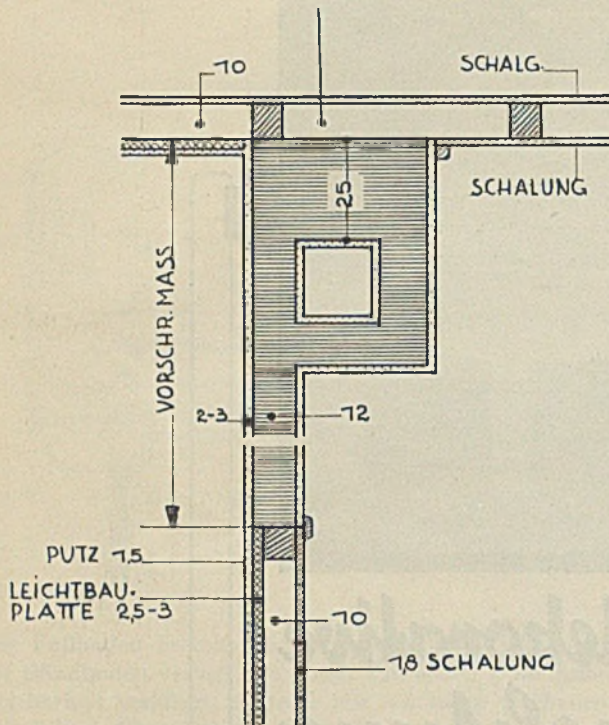 10
SCHALG.
SCHALUNG
25
VORSCHR. MASS
2-3
12
PUTZ 1,5
LEICHTBAU-
PLATTE 2,5-3
10
1,8 SCHALUNG